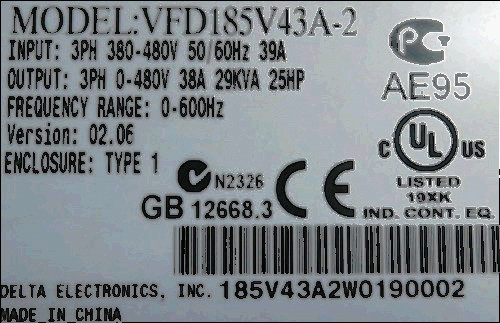 MODEL:VFD185V43A-2
INPUT: 3PH 380-480V 50/60Hz 39A
OUTPUT: 3PH 0-480V 38A 29KVA 25HP
FREQUENCY RANGE: 0-600Hz
Version: 02.06
ENCLOSURE: TYPE 1
PG
AE95
C UL US
LISTED
19XK
IND. CONT. EQ.
N2326
CE
GB 12668.3
DELTA ELECTRONICS, INC. 185V43A2W0190002
MADE IN CHINA